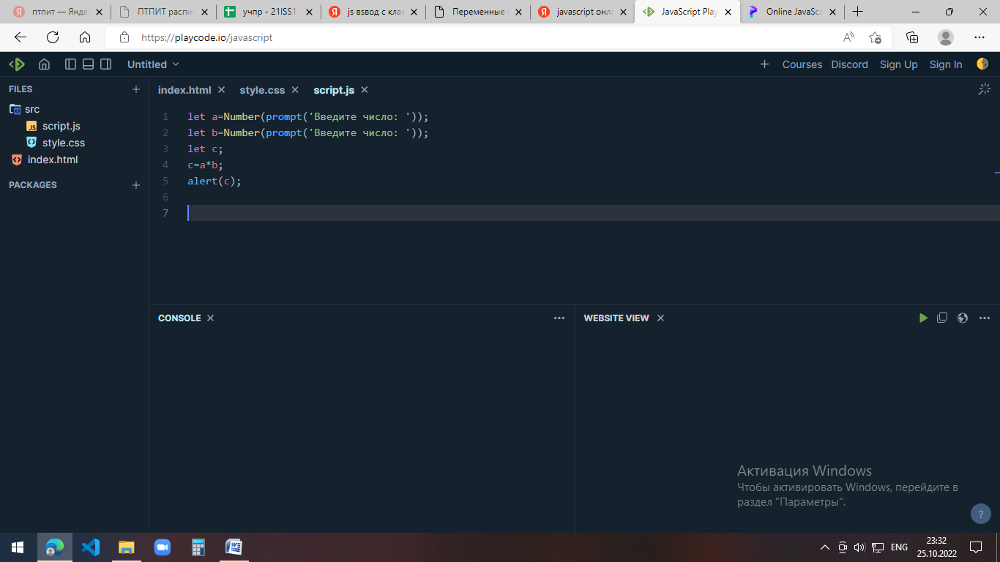 птпит — Янде
ПТПИТ распис
учпр - 21ISS1
js ввод с клав
Переменные
javascript онла
JavaScript Play
Online JavaScr
https://playcode.io/javascript
Untitled
Courses Discord Sign Up Sign In
FILES
src
script.js
style.css
index.html
PACKAGES
index.html style.css script.js
1 let a=Number(prompt('Введите число: '));
2 let b=Number(prompt('Введите число: '));
3 let c;
4 c=a*b;
5 alert(c);
6
7
CONSOLE
WEBSITE VIEW
Активация Windows
Чтобы активировать Windows, перейдите в
раздел "Параметры".
?
ENG
23:32
25.10.2022